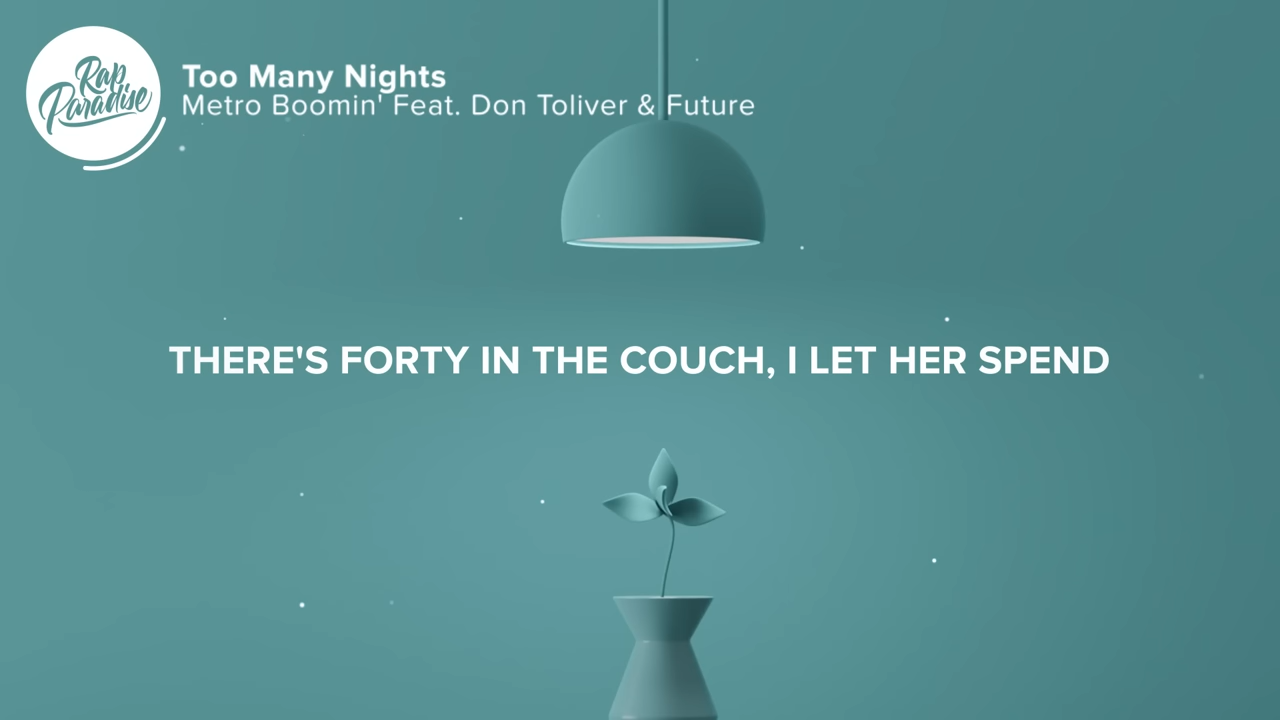 Rap
Paradise
Too Many Nights
Metro Boomin' Feat. Don Toliver & Future
THERE'S FORTY IN THE COUCH, I LET HER SPEND